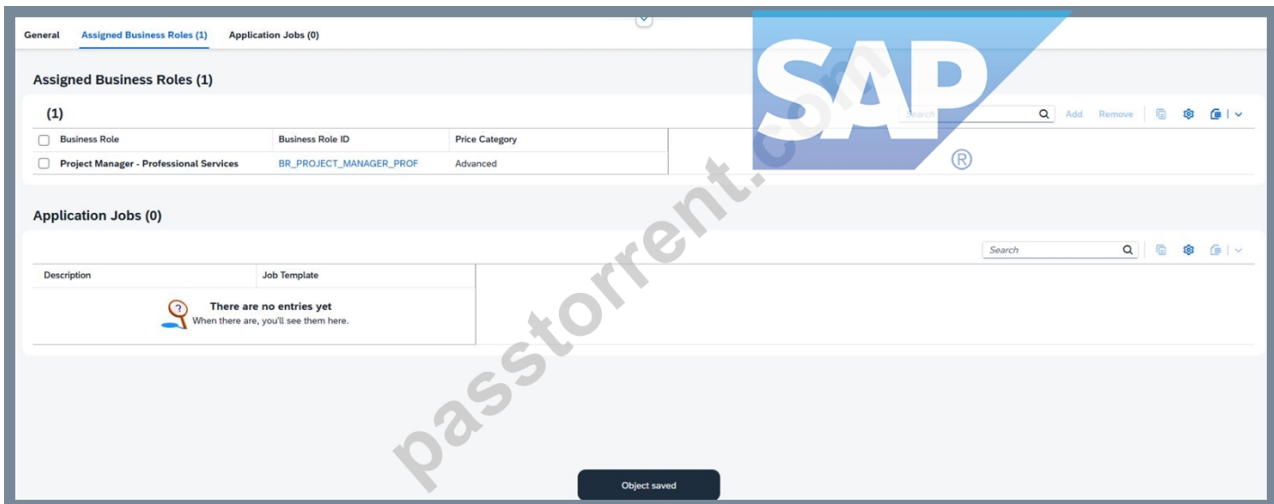 General Assigned Business Roles (1) Application Jobs (0)
SAP
®
Assigned Business Roles (1)
(1)
Search
Add Remove
Business Role Business Role ID Price Category
Project Manager - Professional Services BR_PROJECT_MANAGER_PROF Advanced
Application Jobs (0)
Search
Description Job Template
There are no entries yet
When there are, you'll see them here.
passtorrent.com
Object saved